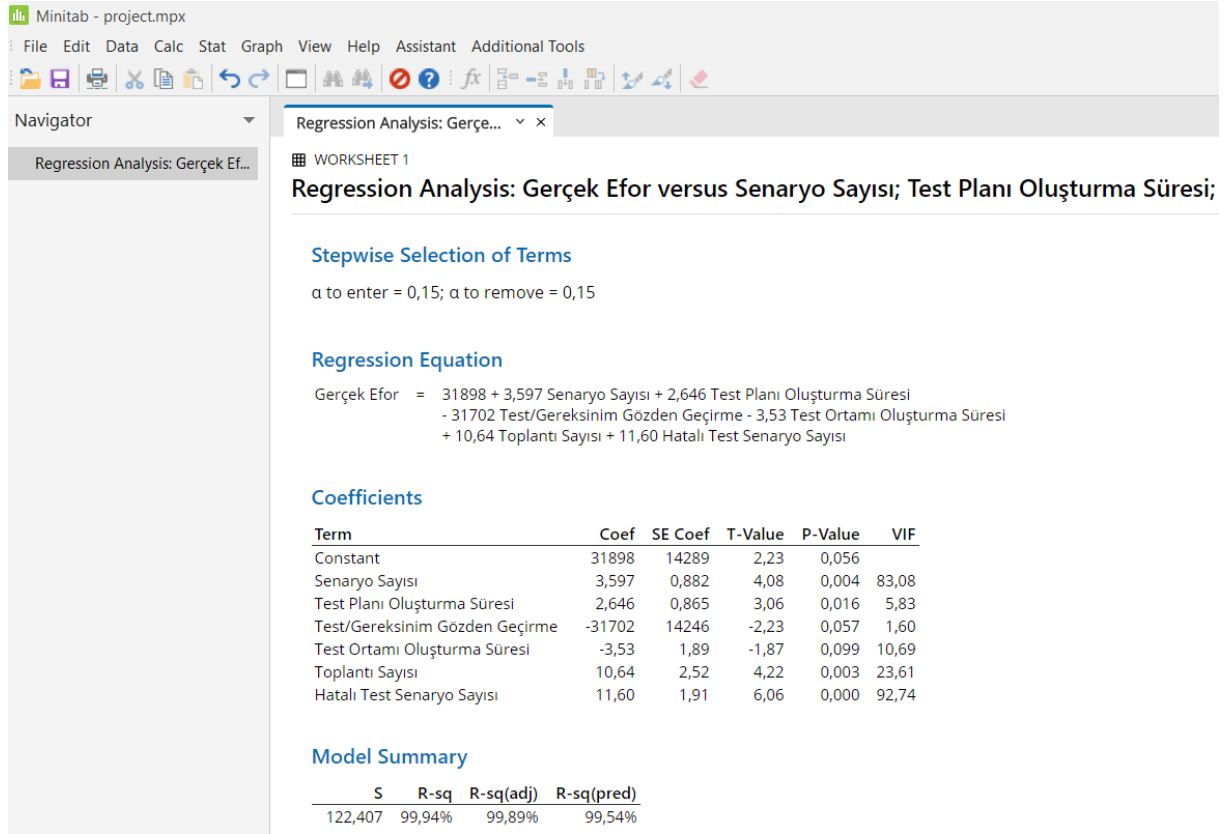 Minitab - project.mpx
File Edit Data Calc Stat Graph View Help Assistant Additional Tools
fx
Navigator
Regression Analysis: Gerçe...
Regression Analysis: Gerçek Ef...
WORKSHEET 1
Regression Analysis: Gerçek Efor versus Senaryo Sayısı; Test Planı Oluşturma Süresi;
Stepwise Selection of Terms
α to enter = 0,15; α to remove = 0,15
Regression Equation
Gerçek Efor = 31898 + 3,597 Senaryo Sayısı + 2,646 Test Planı Oluşturma Süresi
- 31702 Test/Gereksinim Gözden Geçirme - 3,53 Test Ortamı Oluşturma Süresi
+ 10,64 Toplantı Sayısı + 11,60 Hatalı Test Senaryo Sayısı
Coefficients
Term Coef SE Coef T-Value P-Value VIF
Constant 31898 14289 2,23 0,056
Senaryo Sayısı 3,597 0,882 4,08 0,004 83,08
Test Planı Oluşturma Süresi 2,646 0,865 3,06 0,016 5,83
Test/Gereksinim Gözden Geçirme -31702 14246 -2,23 0,057 1,60
Test Ortamı Oluşturma Süresi -3,53 1,89 -1,87 0,099 10,69
Toplantı Sayısı 10,64 2,52 4,22 0,003 23,61
Hatalı Test Senaryo Sayısı 11,60 1,91 6,06 0,000 92,74
Model Summary
S R-sq R-sq(adj) R-sq(pred)
122,407 99,94% 99,89% 99,54%